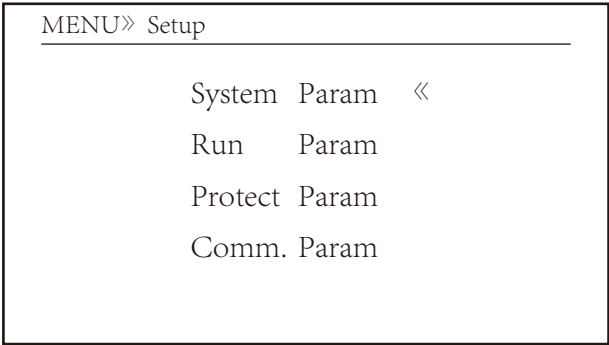 MENU》 Setup
System Param 《
Run Param
Protect Param
Comm. Param